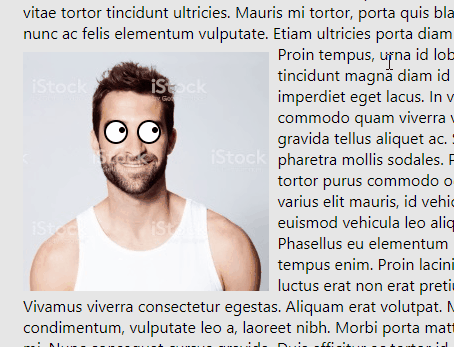 vitae tortor tincidunt ultricies. Mauris mi tortor, porta quis bla
nunc ac felis elementum vulputate. Etiam ultricies porta diam
Proin tempus, urna id lob
tincidunt magna diam id
imperdiet eget lacus. In v
commodo quam viverra v
gravida tellus aliquet ac. S
pharetra mollis sodales. P
tortor purus commodo o
varius elit mauris, id vehic
euismod vehicula leo aliq
Phasellus eu elementum
tempus enim. Proin lacini
luctus erat non erat pretiu
iStock
iStock
iStock
iStock
iStock
Vivamus viverra consectetur egestas. Aliquam erat volutpat. M
condimentum, vulputate leo a, laoreet nibh. Morbi porta matt